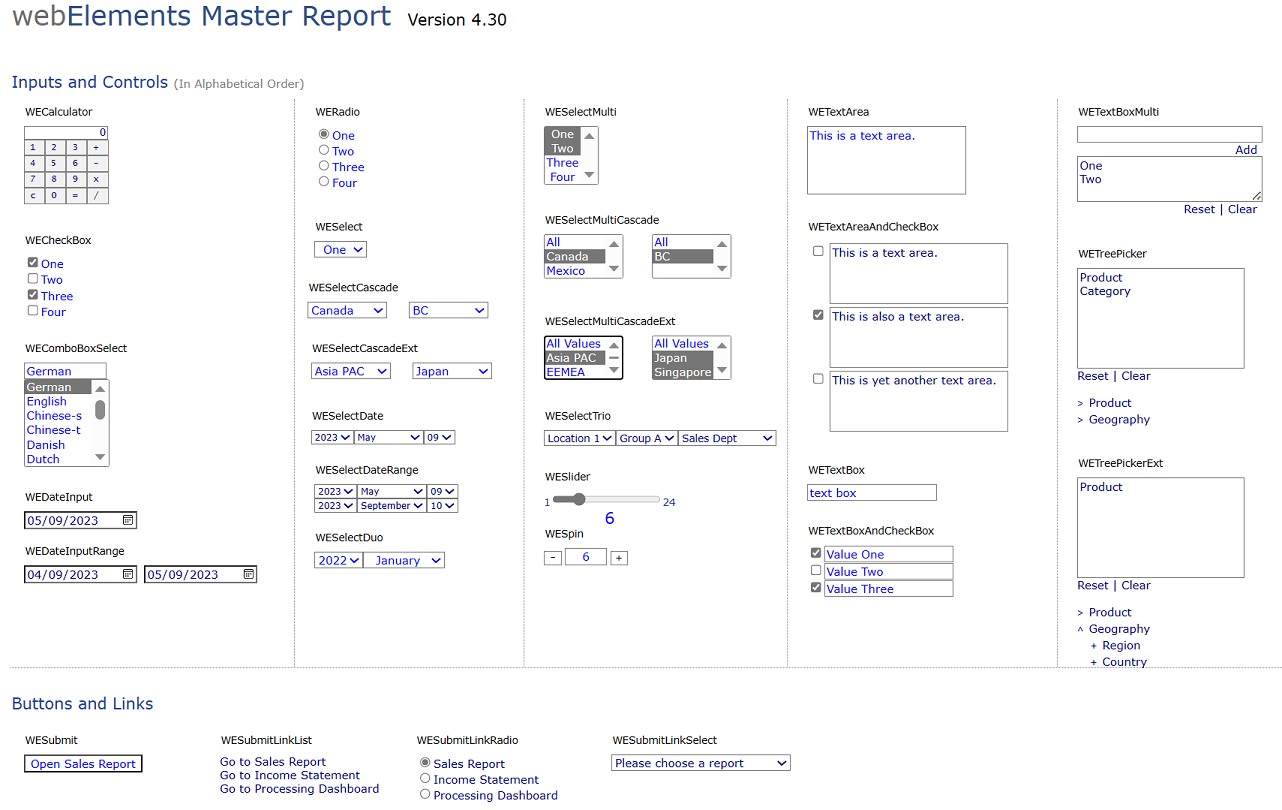 webElements Master Report Version 4.30
Inputs and Controls (In Alphabetical Order)
WECalculator
0
1 2 3 +
4 5 6 -
7 8 9 x
c 0 = /
WECheckBox
One
Two
Three
Four
WEComboBoxSelect
German
German
English
Chinese-s
Chinese-t
Danish
Dutch
WEDateInput
05/09/2023
WEDateInputRange
04/09/2023 05/09/2023
WERadio
One
Two
Three
Four
WESelect
One
WESelectCascade
Canada BC
WESelectCascadeExt
Asia PAC Japan
WESelectDate
2023 May 09
WESelectDateRange
2023 May 09
2023 September 10
WESelectDuo
2022 January
WESelectMulti
One
Two
Three
Four
WESelectMultiCascade
All All
Canada BC
Mexico
WESelectMultiCascadeExt
All Values All Values
Asia PAC Japan
EEMEA Singapore
WESelectTrio
Location 1 Group A Sales Dept
WESlider
1 24
6
WESpin
- 6 +
WETextArea
This is a text area.
WETextAreaAndCheckBox
This is a text area.
This is also a text area.
This is yet another text area.
WETextBox
text box
WETextBoxAndCheckBox
Value One
Value Two
Value Three
WETextBoxMulti
Add
One
Two
Reset | Clear
WETreePicker
Product
Category
Reset | Clear
> Product
> Geography
WETreePickerExt
Product
Reset | Clear
> Product
^ Geography
+ Region
+ Country
Buttons and Links
WESubmit
Open Sales Report
WESubmitLinkList
Go to Sales Report
Go to Income Statement
Go to Processing Dashboard
WESubmitLinkRadio
Sales Report
Income Statement
Processing Dashboard
WESubmitLinkSelect
Please choose a report